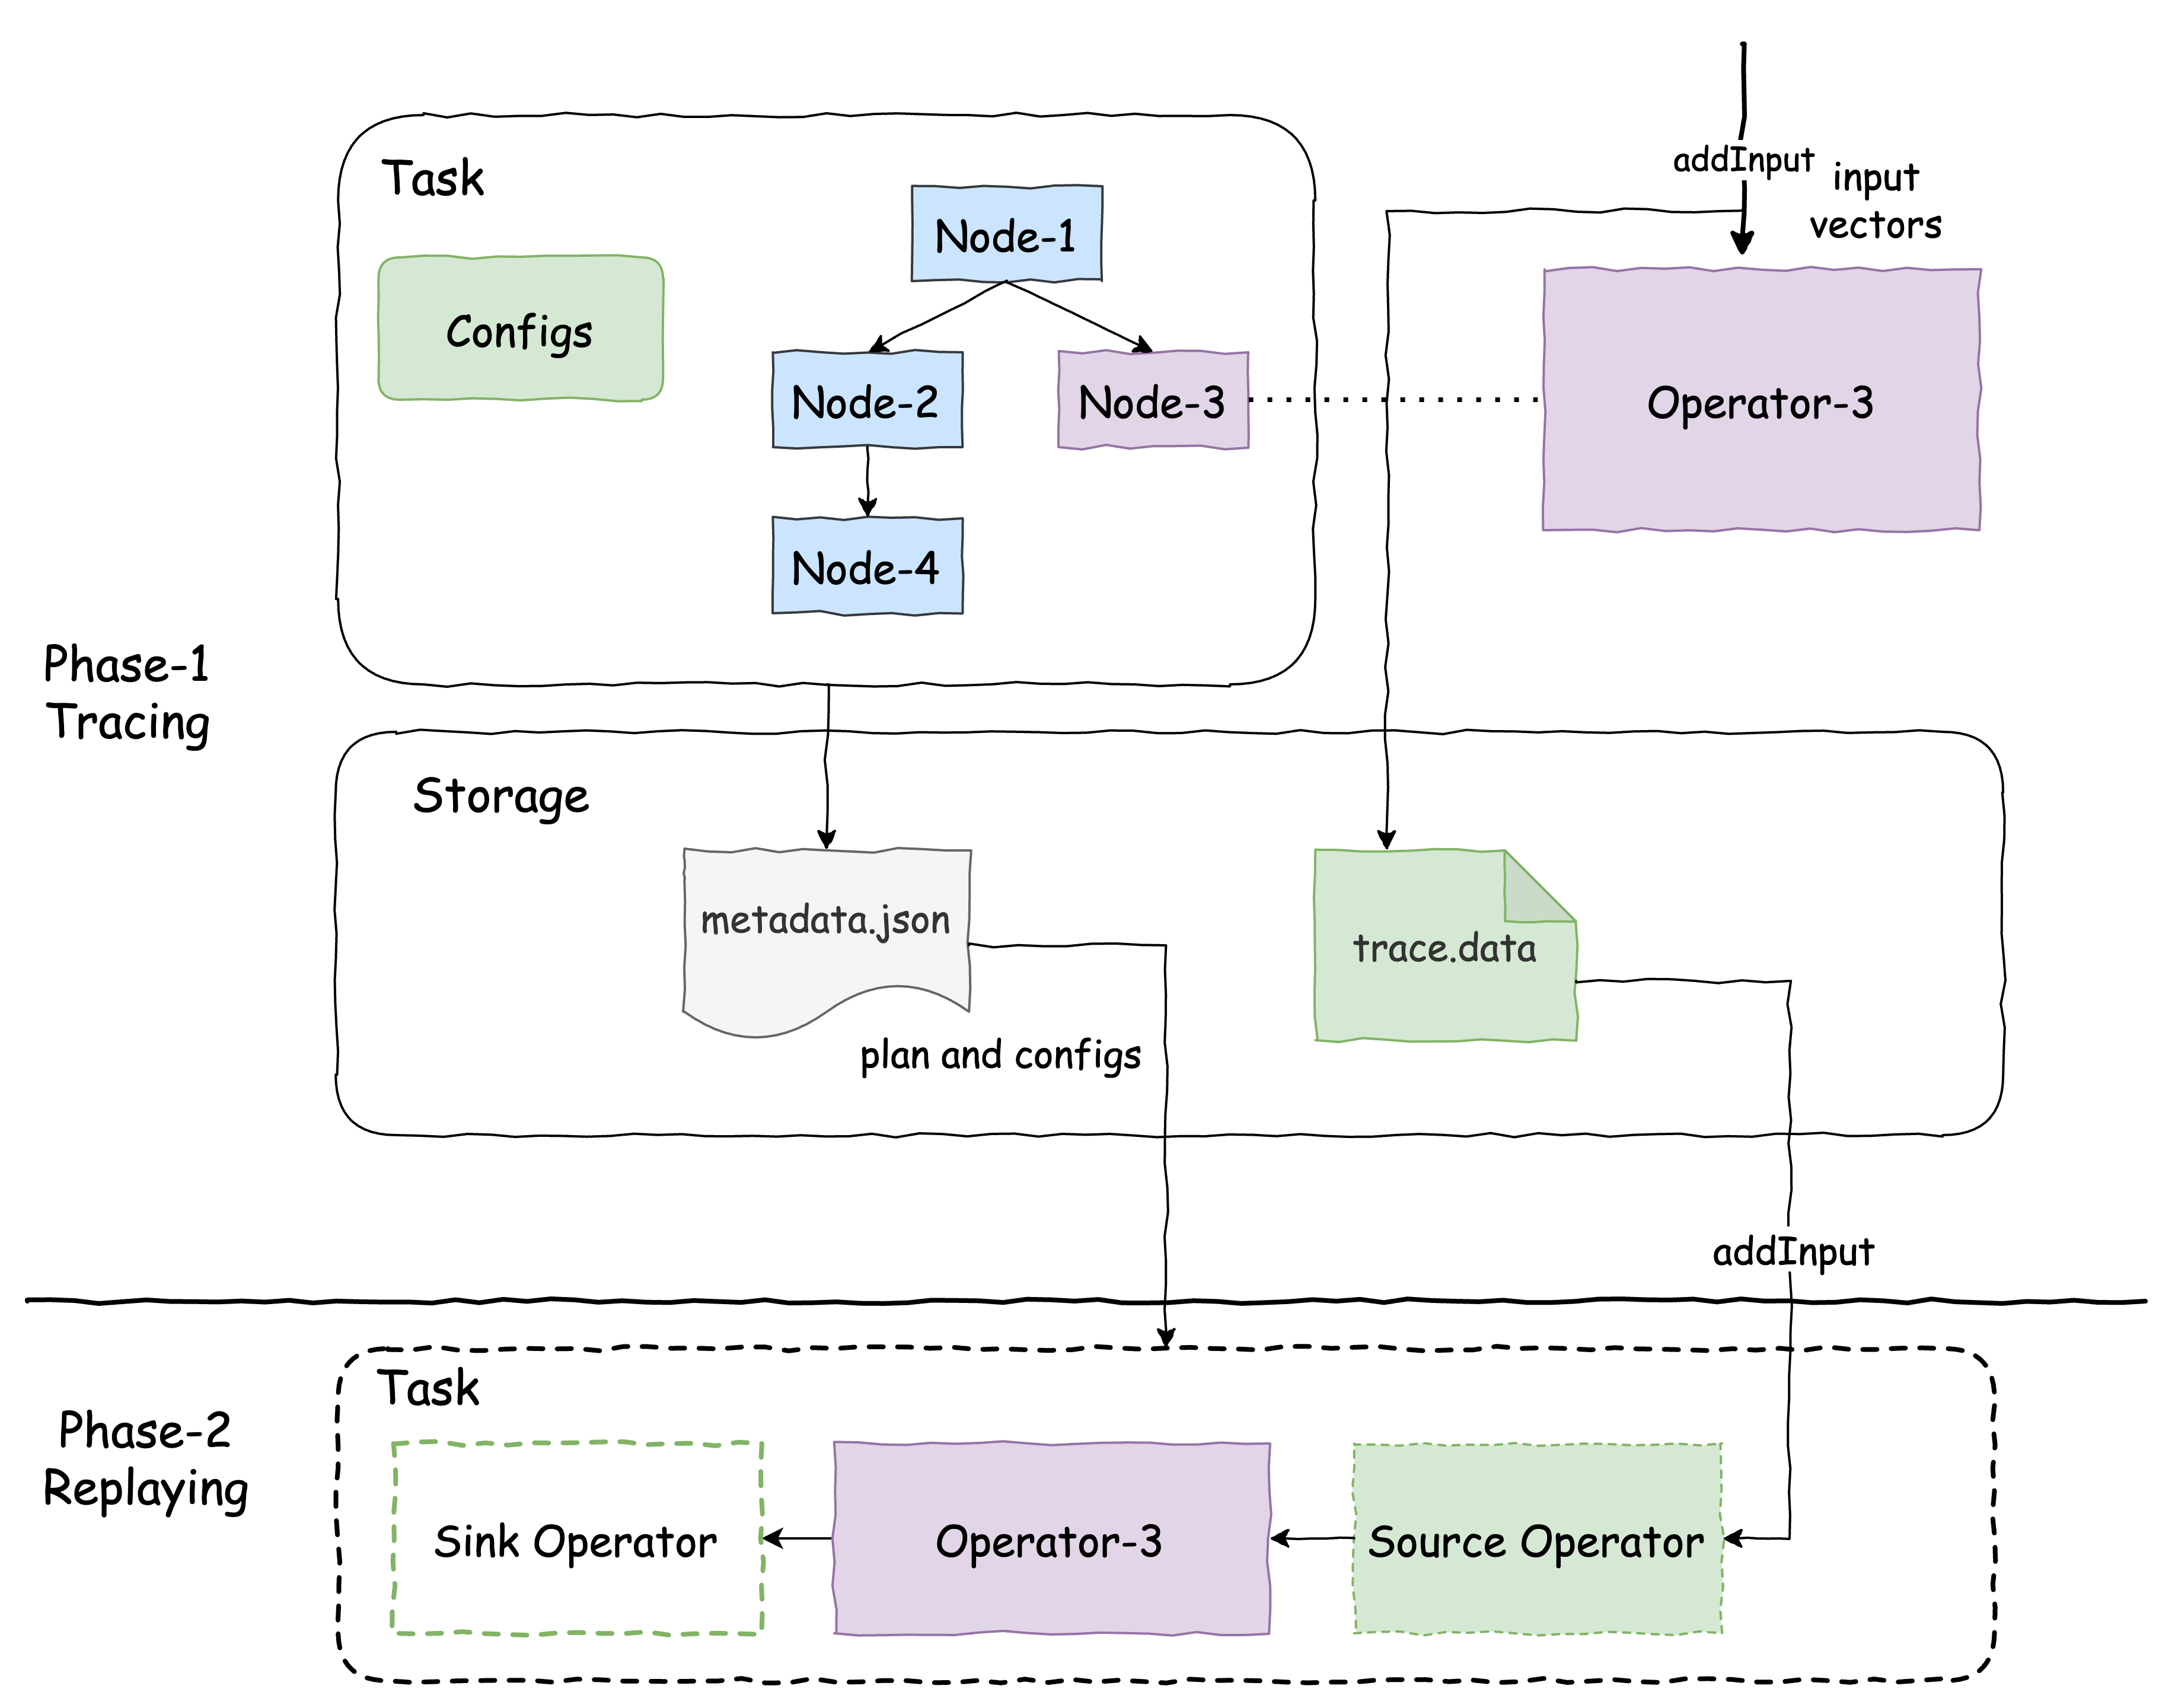 addInput
input
vectors
Task
Node-1
Configs
Node-2
Node-3
Operator-3
Node-4
Phase-1
Tracing
Storage
metadata.json
trace.data
plan and configs
addInput
Task
Phase-2
Replaying
Sink Operator
Operator-3
Source Operator